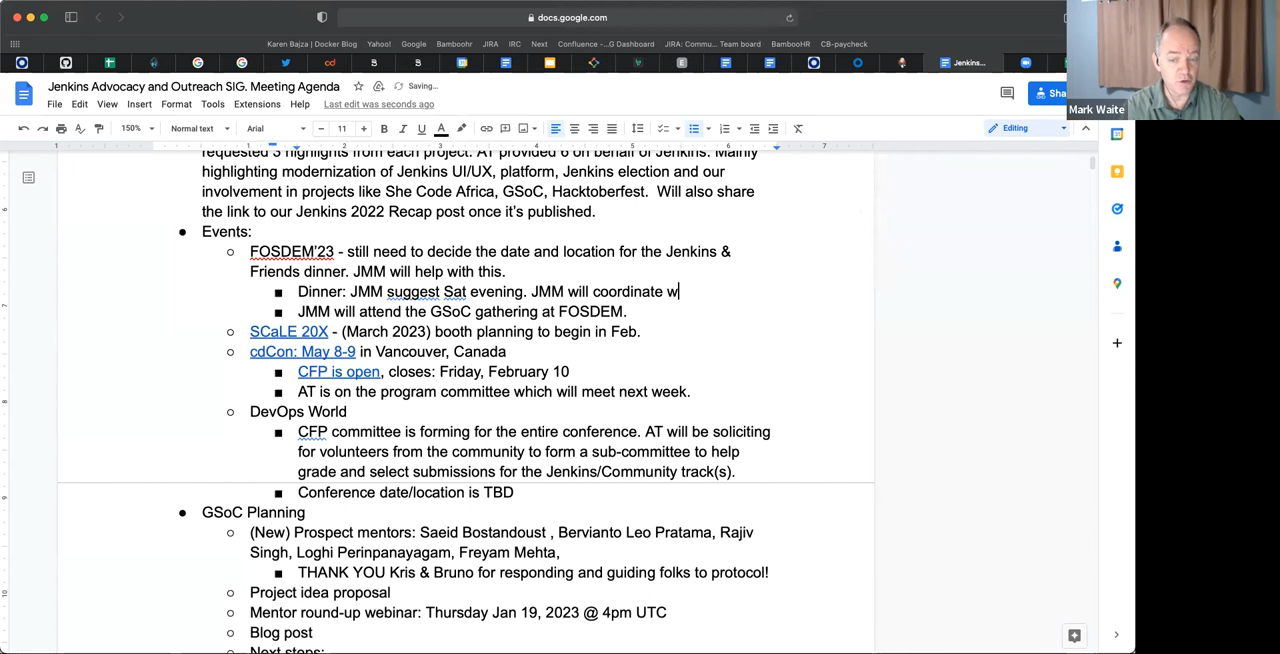 docs.google.com
Karen Bajza | Docker Blog Yahoo! Google Bamboohr JIRA IRC Next Confluence -...G Dashboard JIRA: Commu... Team board BambooHR CB-paycheck
Jenkins...
Jenkins Advocacy and Outreach SIG. Meeting Agenda Saving...
File Edit View Insert Format Tools Extensions Help Last edit was seconds ago
Sha
Mark Waite
150% Normal text Arial 11 B I U A Editing
1 1 2 3 4 5 6 7
requested 3 highlights from each project. AT provided 6 on behalf of Jenkins. Mainly
highlighting modernization of Jenkins UI/UX, platform, Jenkins election and our
involvement in projects like She Code Africa, GSoC, Hacktoberfest. Will also share
the link to our Jenkins 2022 Recap post once it's published.
● Events:
○ FOSDEM'23 - still need to decide the date and location for the Jenkins &
Friends dinner. JMM will help with this.
■ Dinner: JMM suggest Sat evening. JMM will coordinate w
■ JMM will attend the GSoC gathering at FOSDEM.
○ SCaLE 20X - (March 2023) booth planning to begin in Feb.
○ cdCon: May 8-9 in Vancouver, Canada
■ CFP is open, closes: Friday, February 10
■ AT is on the program committee which will meet next week.
○ DevOps World
■ CFP committee is forming for the entire conference. AT will be soliciting
for volunteers from the community to form a sub-committee to help
grade and select submissions for the Jenkins/Community track(s).
■ Conference date/location is TBD
● GSoC Planning
○ (New) Prospect mentors: Saeid Bostandoust , Bervianto Leo Pratama, Rajiv
Singh, Loghi Perinpanayagam, Freyam Mehta,
■ THANK YOU Kris & Bruno for responding and guiding folks to protocol!
○ Project idea proposal
○ Mentor round-up webinar: Thursday Jan 19, 2023 @ 4pm UTC
○ Blog post
○ Next steps: